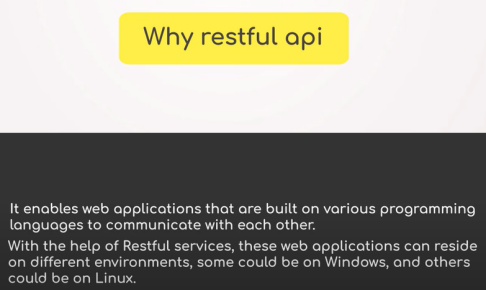 Why restful api
It enables web applications that are built on various programming
languages to communicate with each other.
With the help of Restful services, these web applications can reside
on different environments, some could be on Windows, and others
could be on Linux.